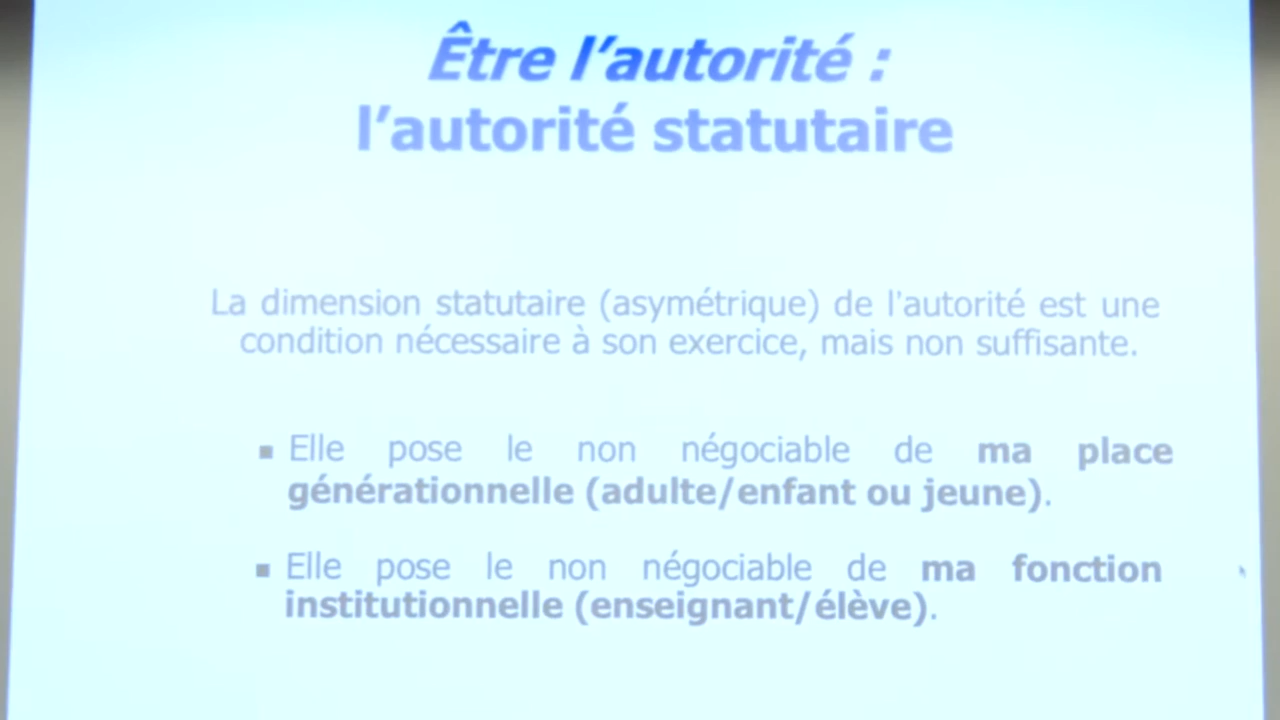 Être l’autorité :
l’autorité statutaire
La dimension statutaire (asymétrique) de l'autorité est une
condition nécessaire à son exercice, mais non suffisante.
▪ Elle pose le non négociable de ma place
générationnelle (adulte/enfant ou jeune).
▪ Elle pose le non négociable de ma fonction
institutionnelle (enseignant/élève).